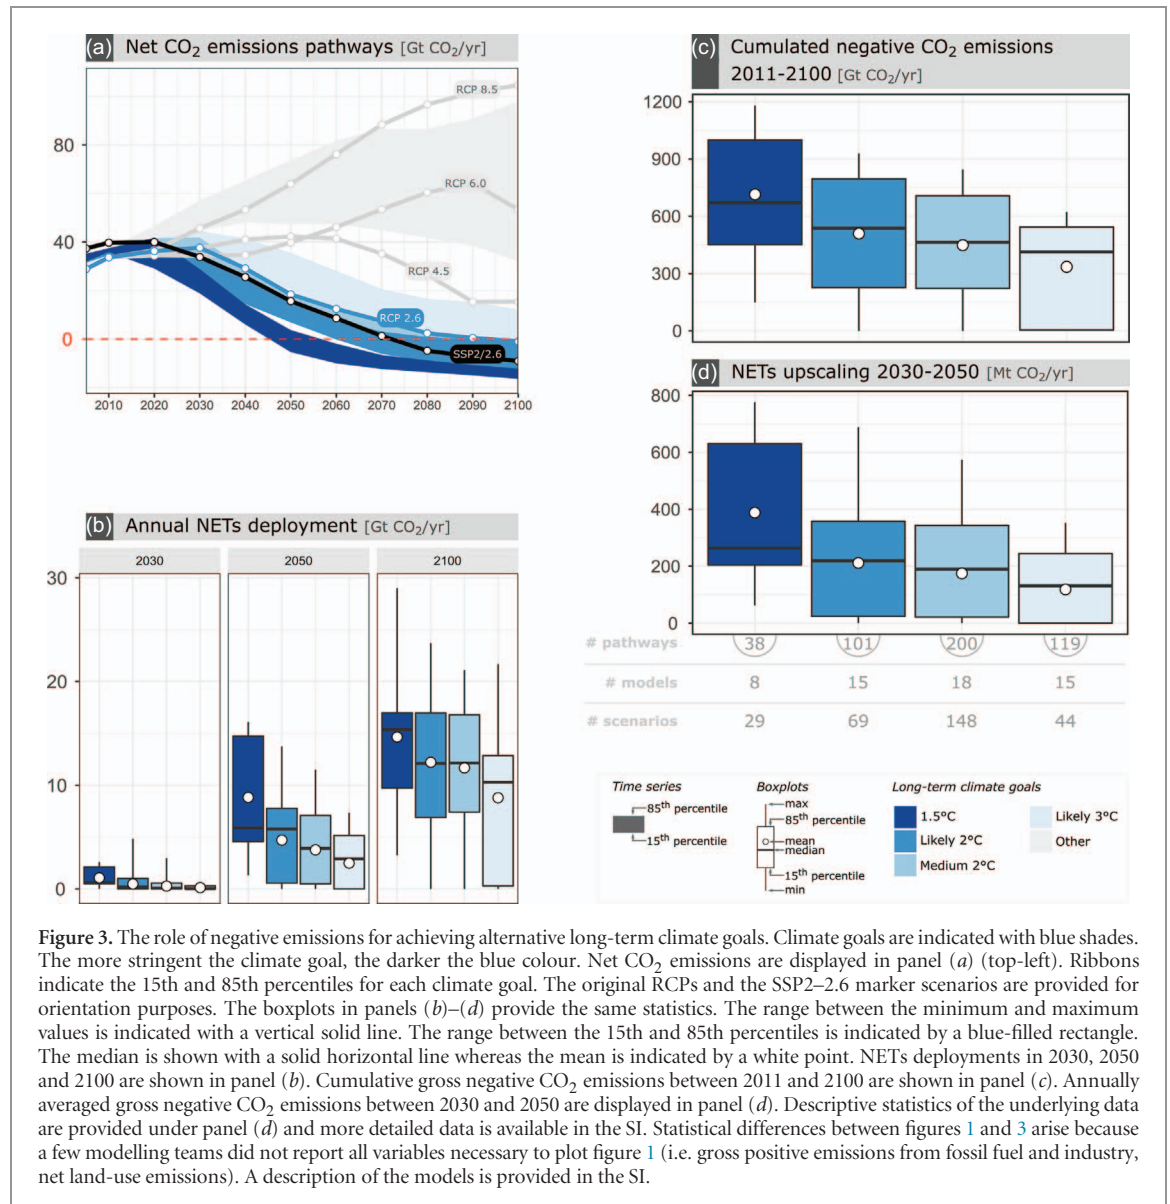 (a) Net CO2 emissions pathways [Gt CO2/yr]
80
40
0
RCP 8.5
RCP 6.0
RCP 4.5
RCP 2.6
SSP2/2.6
2010 2020 2030 2040 2050 2060 2070 2080 2090 2100
(b) Annual NETs deployment [Gt CO2/yr]
2030 2050 2100
30
20
10
0
(c) Cumulated negative CO2 emissions
2011-2100 [Gt CO2/yr]
1200
900
600
300
0
(d) NETs upscaling 2030-2050 [Mt CO2/yr]
800
600
400
200
0
# pathways 38 101 200 119
# models 8 15 18 15
# scenarios 29 69 148 44
Time series
85th percentile
15th percentile
Boxplots
max
85th percentile
mean
median
15th percentile
min
Long-term climate goals
1.5°C
Likely 2°C
Medium 2°C
Likely 3°C
Other
Figure 3. The role of negative emissions for achieving alternative long-term climate goals. Climate goals are indicated with blue shades.
The more stringent the climate goal, the darker the blue colour. Net CO2 emissions are displayed in panel (a) (top-left). Ribbons
indicate the 15th and 85th percentiles for each climate goal. The original RCPs and the SSP2–2.6 marker scenarios are provided for
orientation purposes. The boxplots in panels (b)–(d) provide the same statistics. The range between the minimum and maximum
values is indicated with a vertical solid line. The range between the 15th and 85th percentiles is indicated by a blue-filled rectangle.
The median is shown with a solid horizontal line whereas the mean is indicated by a white point. NETs deployments in 2030, 2050
and 2100 are shown in panel (b). Cumulative gross negative CO2 emissions between 2011 and 2100 are shown in panel (c). Annually
averaged gross negative CO2 emissions between 2030 and 2050 are displayed in panel (d). Descriptive statistics of the underlying data
are provided under panel (d) and more detailed data is available in the SI. Statistical differences between figures 1 and 3 arise because
a few modelling teams did not report all variables necessary to plot figure 1 (i.e. gross positive emissions from fossil fuel and industry,
net land-use emissions). A description of the models is provided in the SI.